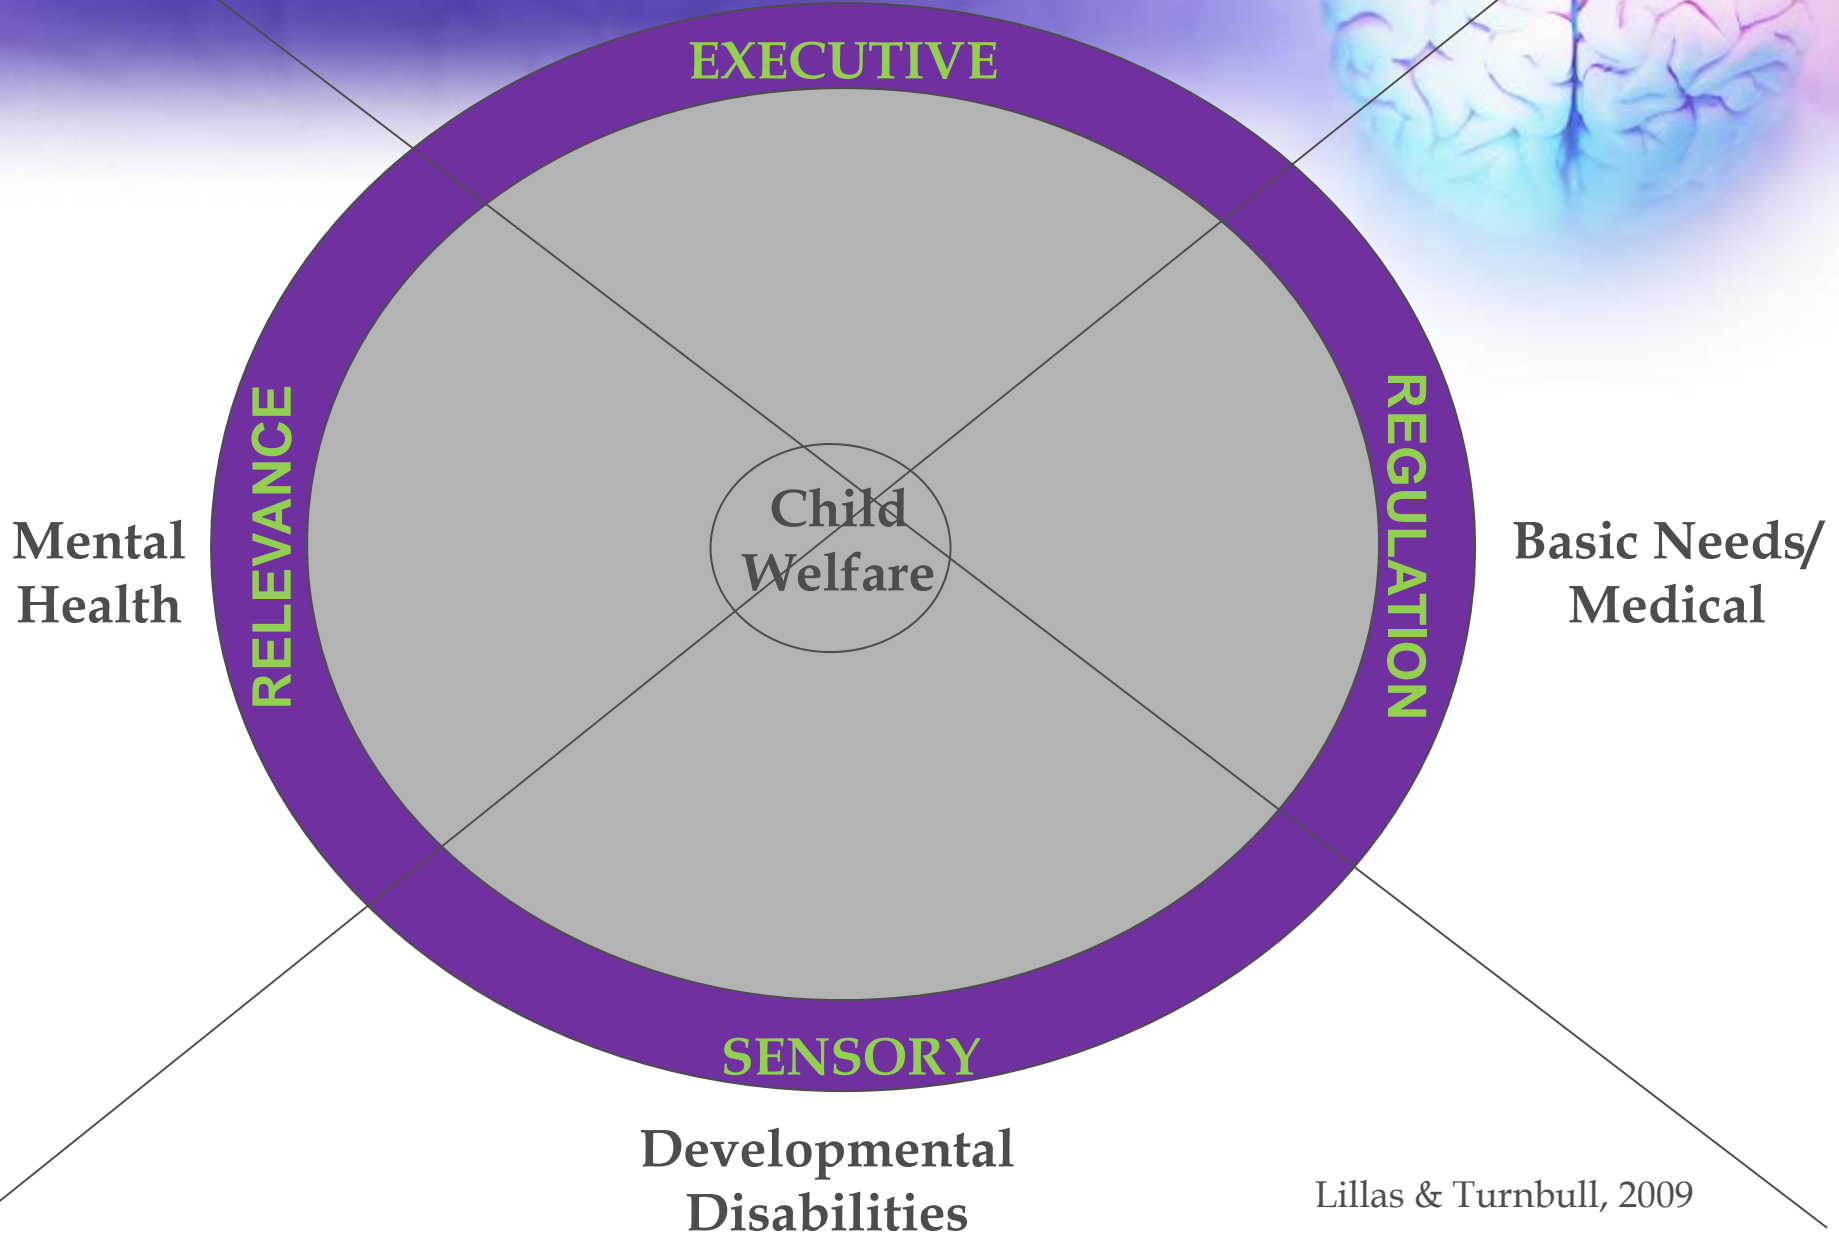 EXECUTIVE
RELEVANCE
REGULATION
Mental
Health
Child
Welfare
Basic Needs/
Medical
SENSORY
Developmental
Disabilities
Lillas & Turnbull, 2009